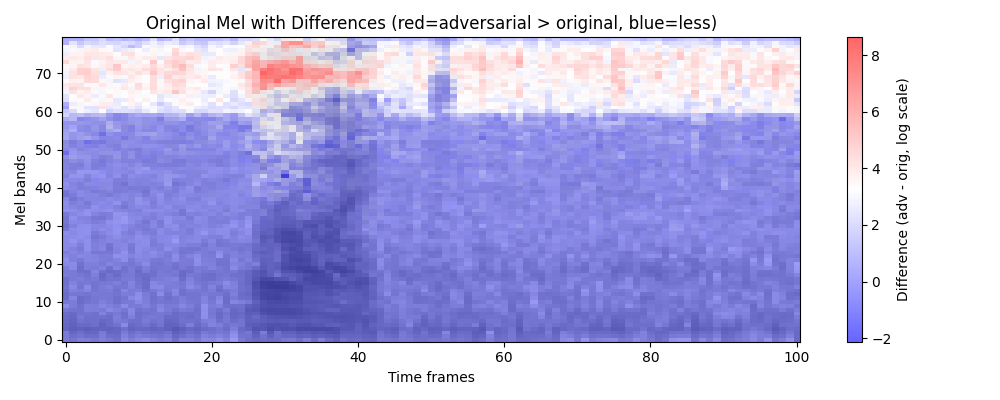 Original Mel with Differences (red=adversarial > original, blue=less)
Mel bands
70
60
50
40
30
20
10
0
0 20 40 60 80 100
Time frames
8
6
4
2
0
−2
Difference (adv - orig, log scale)